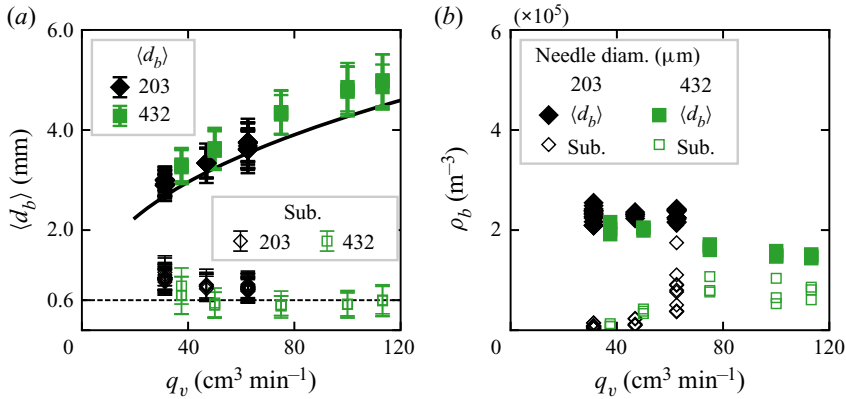 (a)
6.0
4.0
2.0
0.6
0
40
80
120
⟨d_b⟩ (mm)
q_v (cm³ min⁻¹)
⟨d_b⟩
203
432
Sub.
203 432
(b)
(×10⁵)
6
4
2
0
40
80
120
ρ_b (m⁻³)
q_v (cm³ min⁻¹)
Needle diam. (μm)
203 432
⟨d_b⟩ ⟨d_b⟩
Sub. Sub.